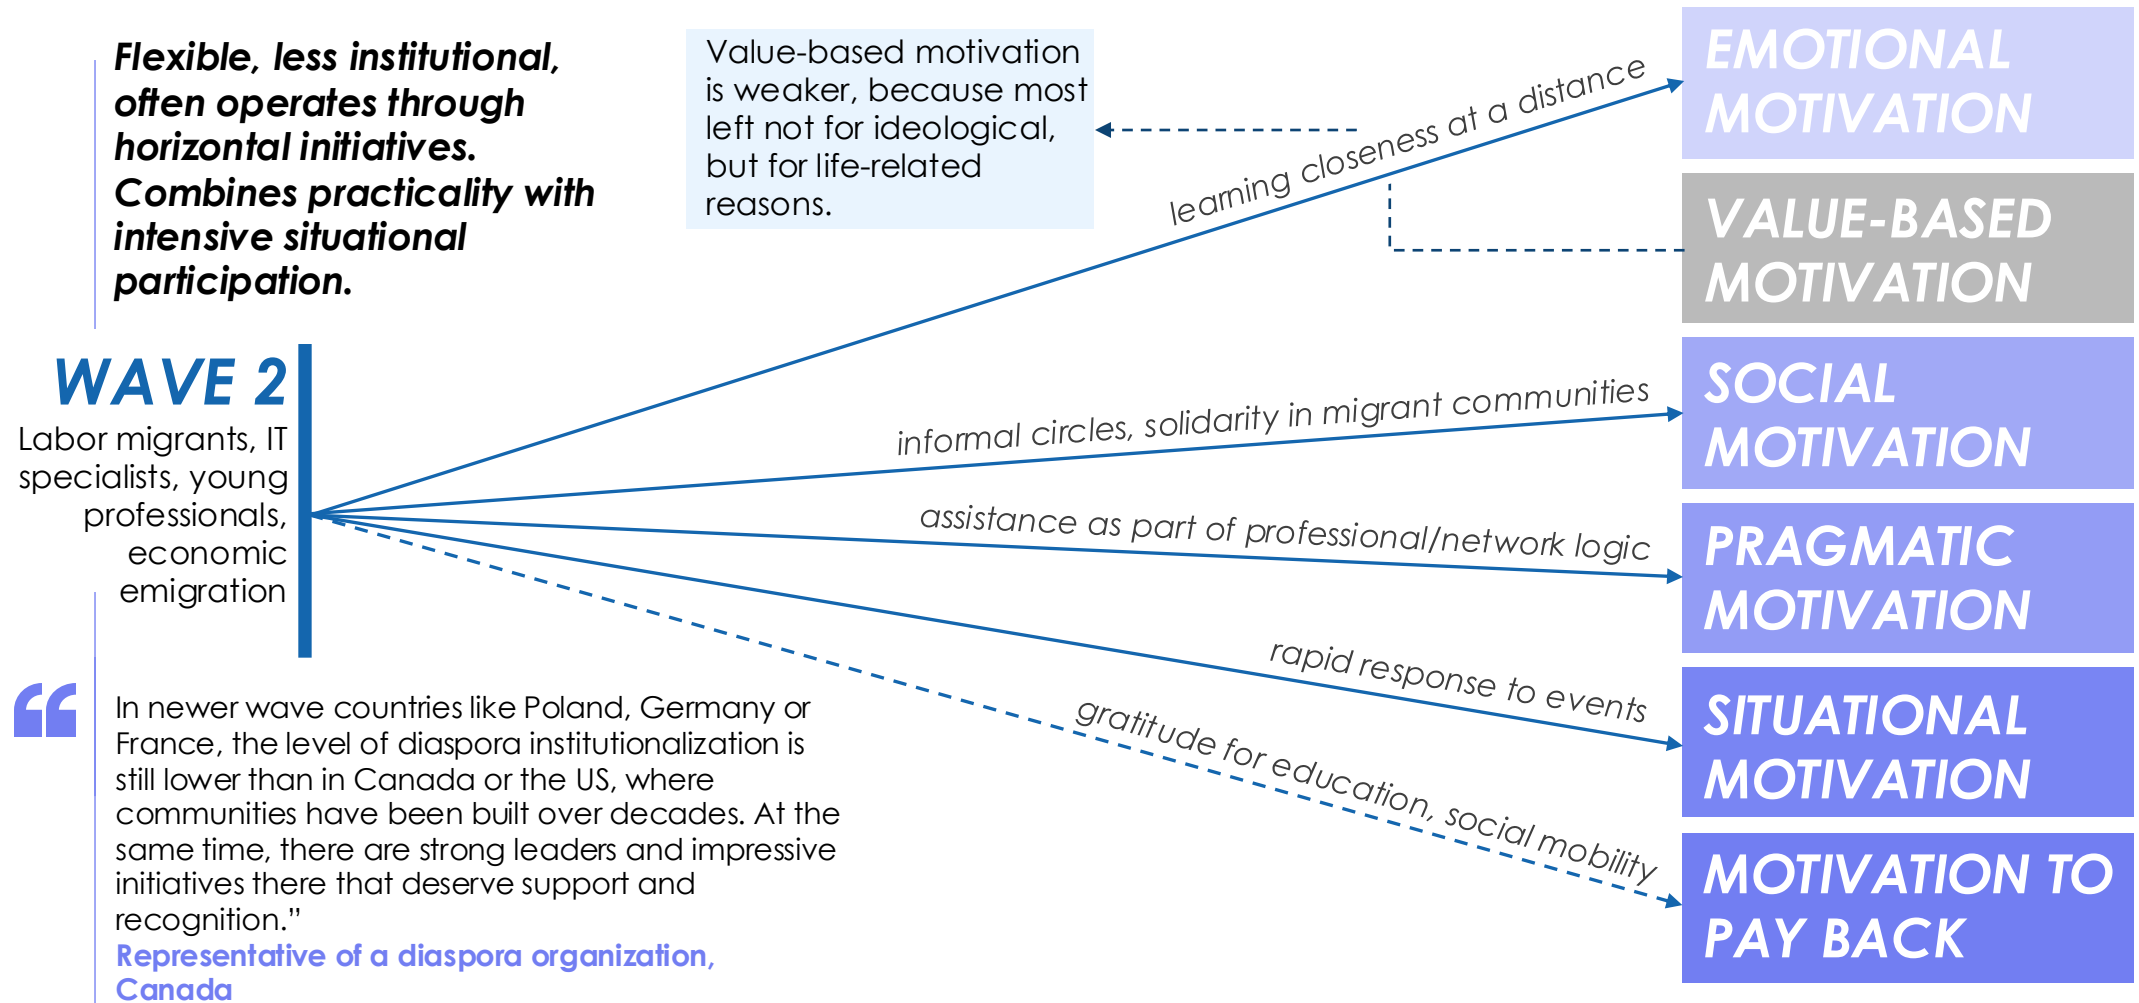 Flexible, less institutional,
often operates through
horizontal initiatives.
Combines practicality with
intensive situational
participation.
Value-based motivation
is weaker, because most
left not for ideological,
but for life-related
reasons.
WAVE 2
Labor migrants, IT
specialists, young
professionals,
economic
emigration
learning closeness at a distance
informal circles, solidarity in migrant communities
assistance as part of professional/network logic
rapid response to events
gratitude for education, social mobility
EMOTIONAL
MOTIVATION
VALUE-BASED
MOTIVATION
SOCIAL
MOTIVATION
PRAGMATIC
MOTIVATION
SITUATIONAL
MOTIVATION
MOTIVATION TO
PAY BACK
“
In newer wave countries like Poland, Germany or
France, the level of diaspora institutionalization is
still lower than in Canada or the US, where
communities have been built over decades. At the
same time, there are strong leaders and impressive
initiatives there that deserve support and
recognition.”
Representative of a diaspora organization,
Canada